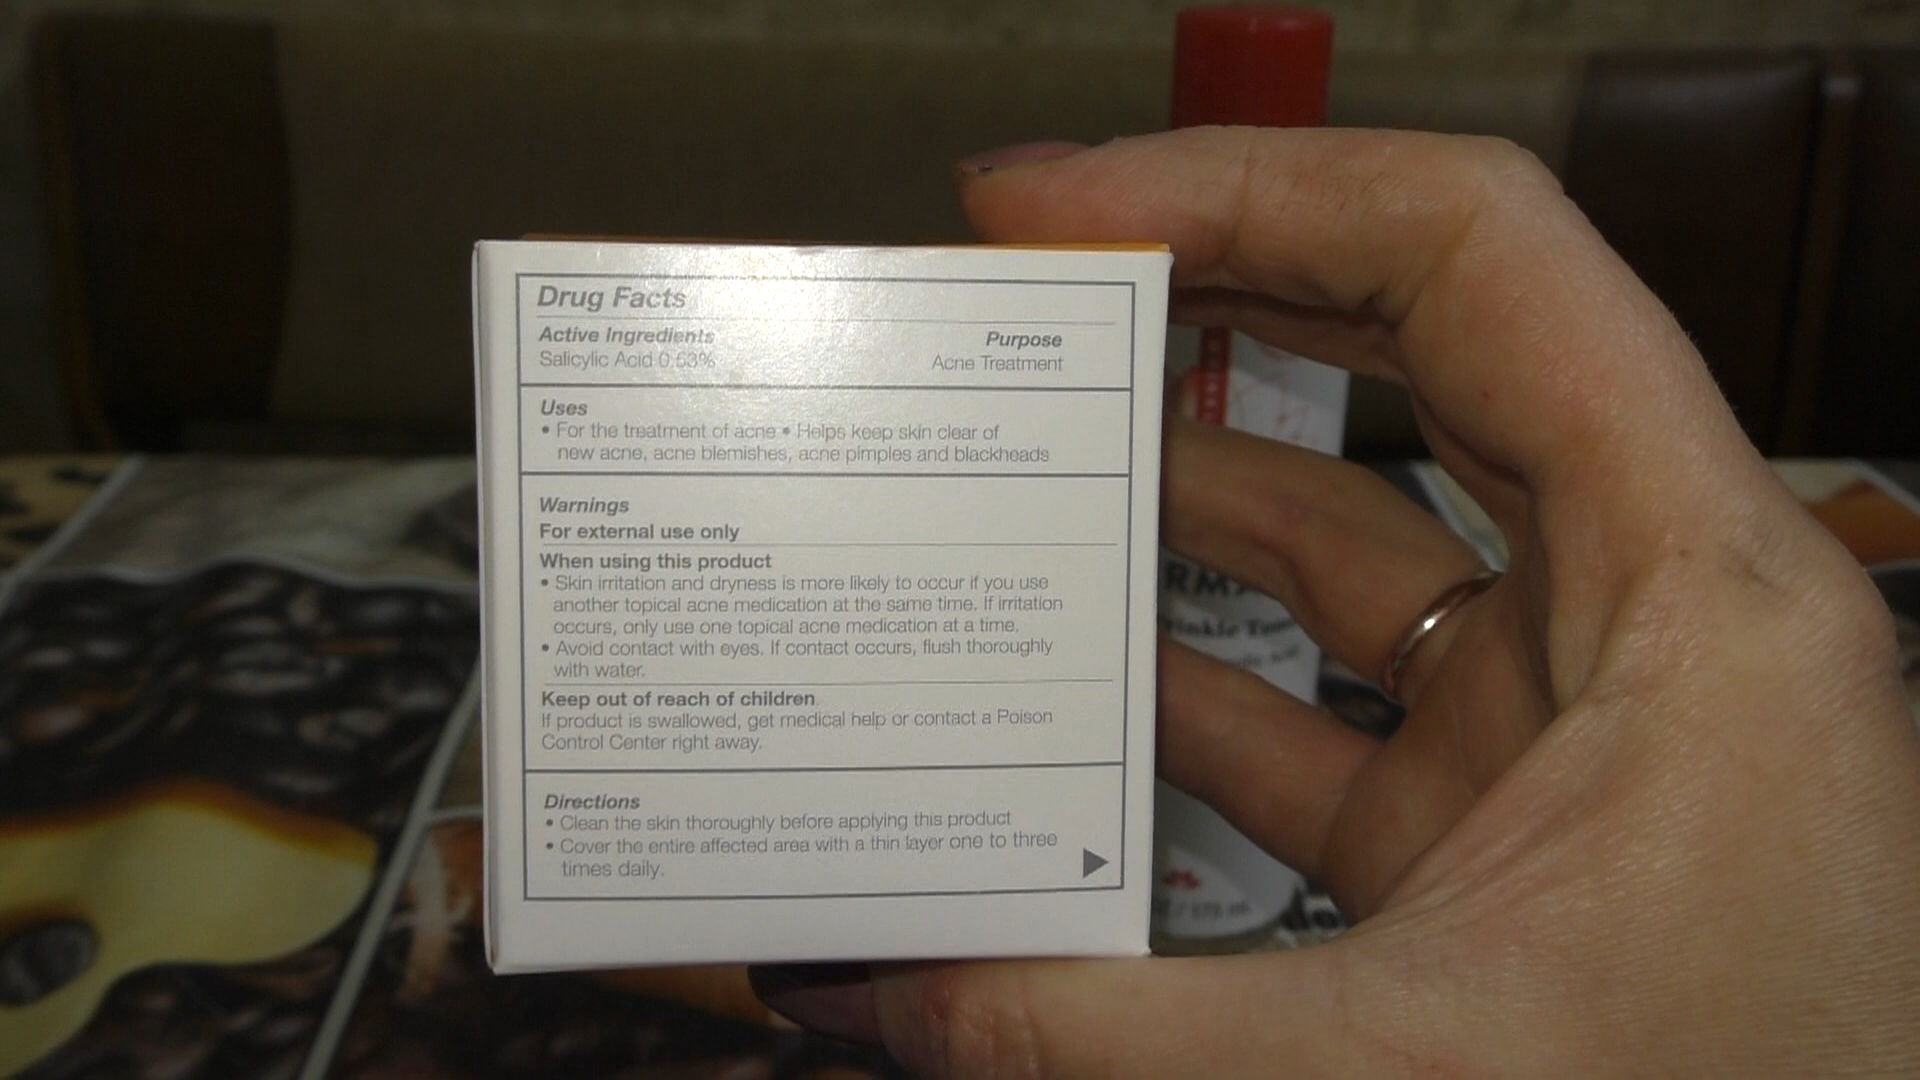 Drug Facts
Active Ingredients Purpose
Salicylic Acid 0.53% Acne Treatment
Uses
• For the treatment of acne • Helps keep skin clear of
new acne, acne blemishes, acne pimples and blackheads
Warnings
For external use only
When using this product
• Skin irritation and dryness is more likely to occur if you use
another topical acne medication at the same time. If irritation
occurs, only use one topical acne medication at a time.
• Avoid contact with eyes. If contact occurs, flush thoroughly
with water.
Keep out of reach of children
If product is swallowed, get medical help or contact a Poison
Control Center right away.
Directions
• Clean the skin thoroughly before applying this product
• Cover the entire affected area with a thin layer one to three
times daily.